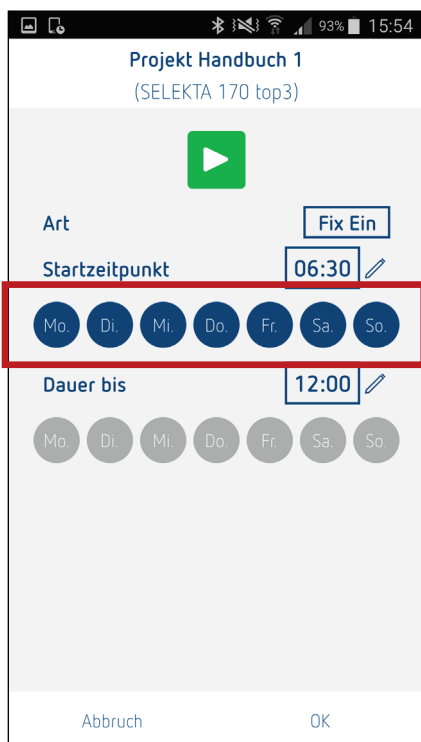 93% 15:54
Projekt Handbuch 1
(SELEKTA 170 top3)
Art Fix Ein
Startzeitpunkt 06:30
Mo. Di. Mi. Do. Fr. Sa. So.
Dauer bis 12:00
Mo. Di. Mi. Do. Fr. Sa. So.
Abbruch OK